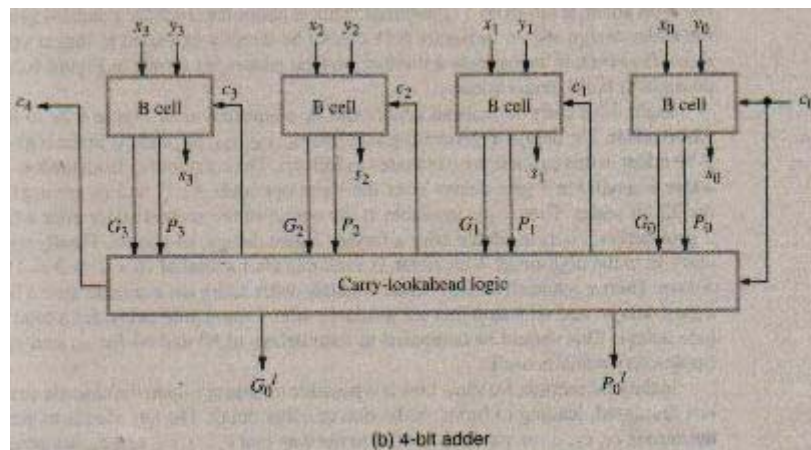 x₃ y₃ x₂ y₂ x₁ y₁ x₀ y₀
c₄ B cell c₃ B cell c₂ B cell c₁ B cell
s₃ s₂ s₁ s₀
G₃ P₃ G₂ P₂ G₁ P₁ G₀ P₀
Carry-lookahead logic
G₀ᴵ P₀ᴵ
(b) 4-bit adder